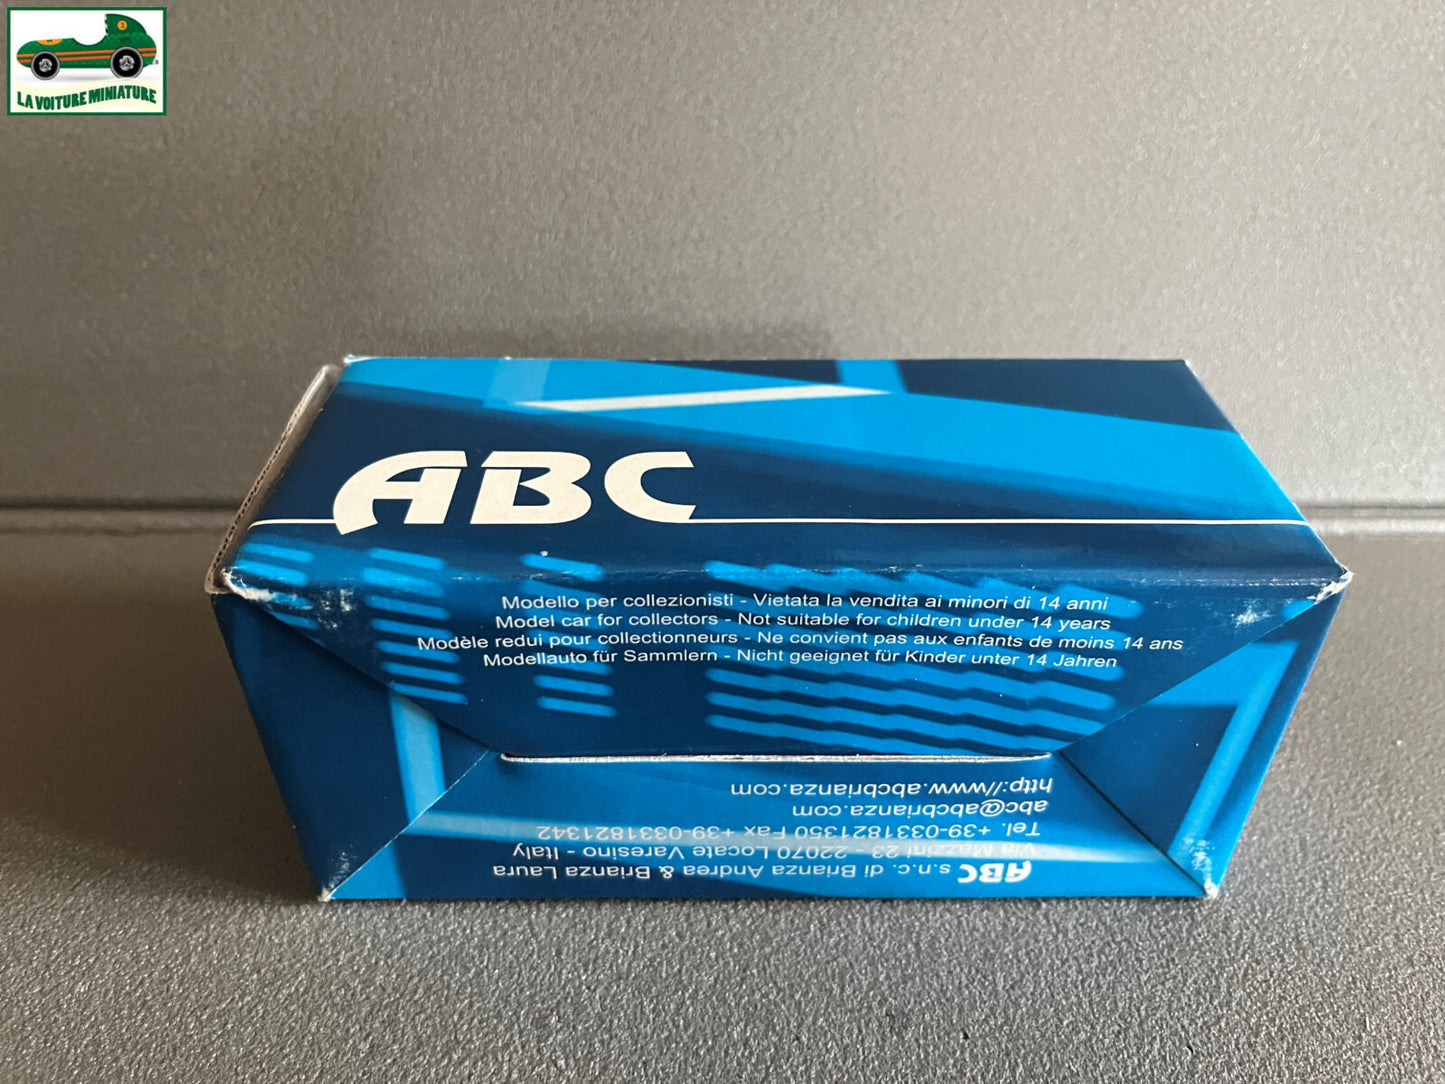 LA VOITURE MINIATURE
ABC
Modello per collezionisti - Vietata la vendita ai minori di 14 anni
Model car for collectors - Not suitable for children under 14 years
Modèle redui pour collectionneurs - Ne convient pas aux enfants de moins 14 ans
Modellauto für Sammlern - Nicht geeignet für Kinder unter 14 Jahren
ABC s.n.c. di Brianza Andrea & Brianza Laura
Via Mazzini 23 - 22070 Locate Varesino - Italy
Tel. +39-0331821350 Fax +39-0331821342
abc@abcbrianza.com
http://www.abcbrianza.com